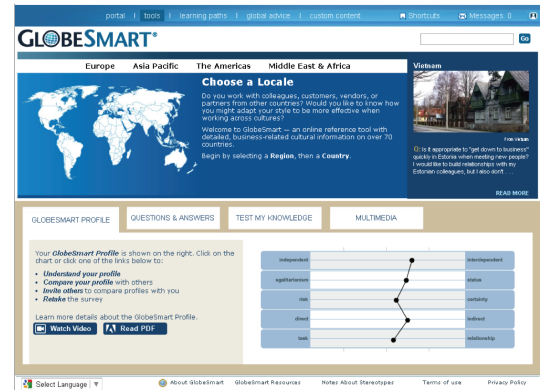 portal | tools | learning paths | global advice | custom content Shortcuts Messages: 0
GLOBESMART®
Go
Europe Asia Pacific The Americas Middle East & Africa
Choose a Locale
Do you work with colleagues, customers, vendors, or
partners from other countries? Would you like to know how
you might adapt your style to be more effective when
working across cultures?
Welcome to GlobeSmart — an online reference tool with
detailed, business-related cultural information on over 70
countries.
Begin by selecting a Region, then a Country.
Vietnam
From Vietnam
Q: Is it appropriate to "get down to business"
quickly in Estonia when meeting new people?
I would like to build relationships with my
Estonian colleagues, but I also don't . . .
READ MORE
GLOBESMART PROFILE QUESTIONS & ANSWERS TEST MY KNOWLEDGE MULTIMEDIA
Your GlobeSmart Profile is shown on the right. Click on the
chart or click one of the links below to:
• Understand your profile
• Compare your profile with others
• Invite others to compare profiles with you
• Retake the survey
Learn more details about the GlobeSmart Profile.
Watch Video Read PDF
independent interdependent
egalitarianism status
risk certainty
direct indirect
task relationship
Select Language ▼ About GlobeSmart GlobeSmart Resources Notes About Stereotypes Terms of use Privacy Policy